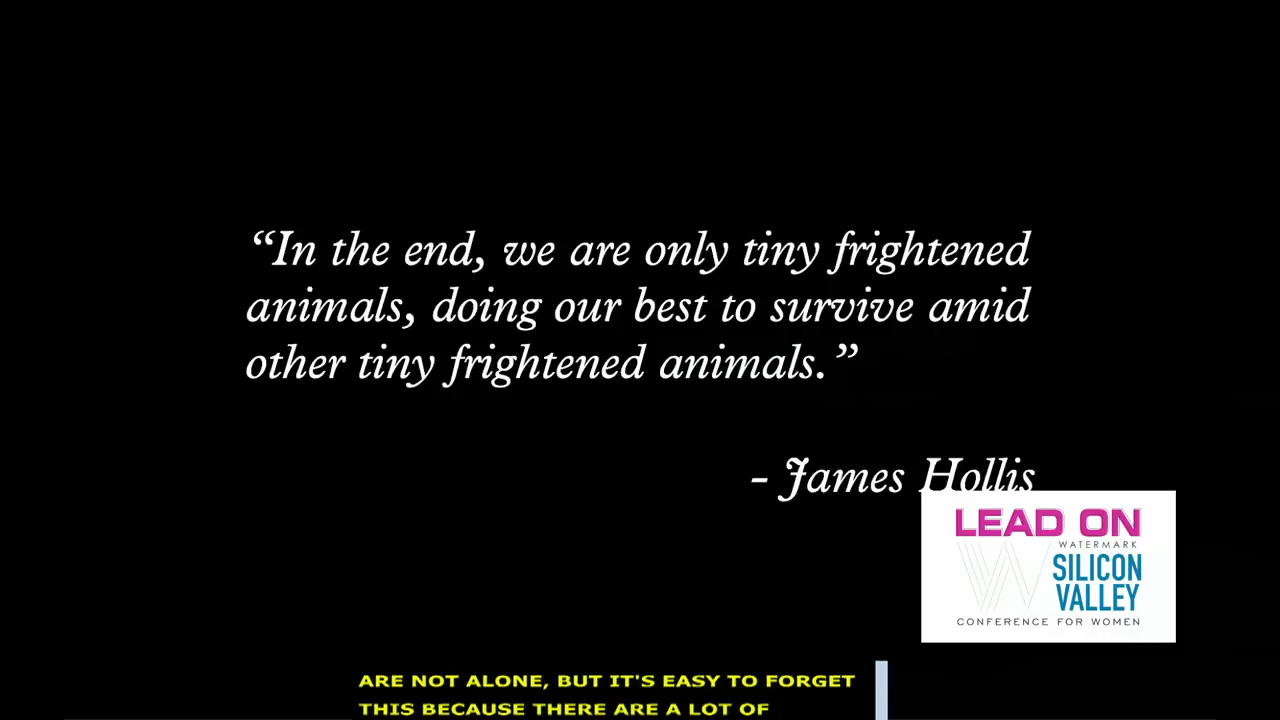 “In the end, we are only tiny frightened
animals, doing our best to survive amid
other tiny frightened animals.”
- James Hollis
LEAD ON
WATERMARK
SILICON
VALLEY
CONFERENCE FOR WOMEN
ARE NOT ALONE, BUT IT'S EASY TO FORGET
THIS BECAUSE THERE ARE A LOT OF